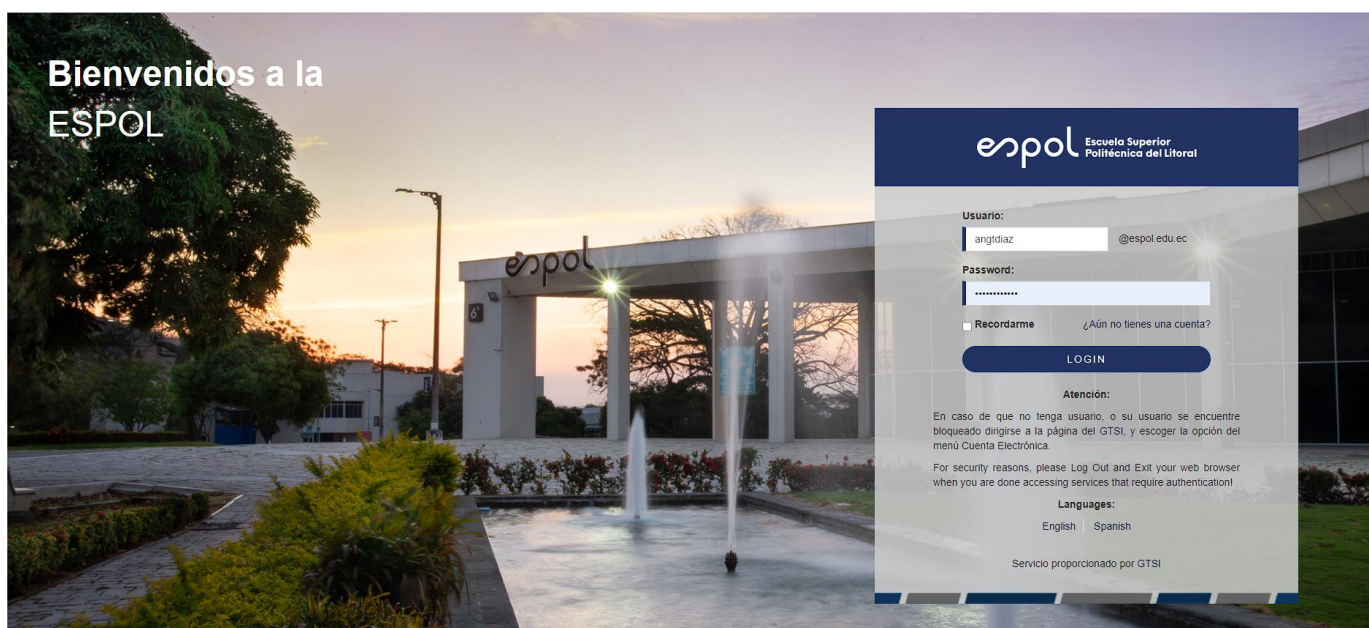 Bienvenidos a la
ESPOL
espol
6A
espol Escuela Superior
Politécnica del Litoral
Usuario:
angtdiaz @espol.edu.ec
Password:
••••••••••••
Recordarme ¿Aún no tienes una cuenta?
LOGIN
Atención:
En caso de que no tenga usuario, o su usuario se encuentre
bloqueado dirigirse a la página del GTSI, y escoger la opción del
menú Cuenta Electrónica.
For security reasons, please Log Out and Exit your web browser
when you are done accessing services that require authentication!
Languages:
English Spanish
Servicio proporcionado por GTSI